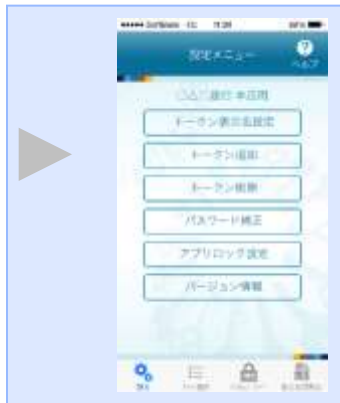 設定メニュー
?
ヘルプ
トークン表示名設定
トークン追加
トークン削除
パスワード補正
アプリロック設定
バージョン情報
設定